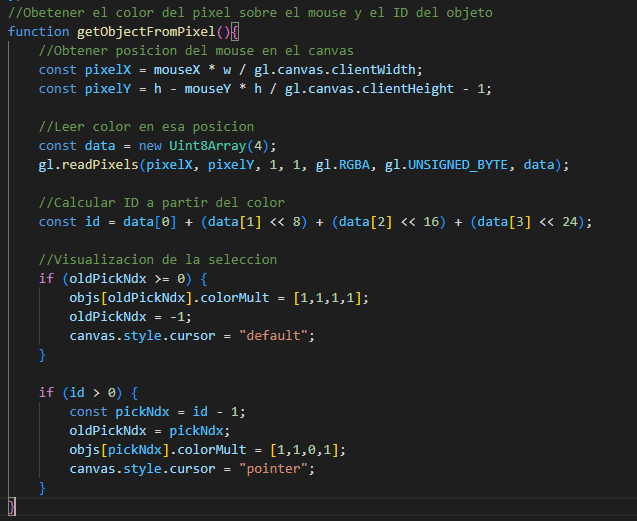 //Obetener el color del pixel sobre el mouse y el ID del objeto
function getObjectFromPixel(){
    //Obtener posicion del mouse en el canvas
    const pixelX = mouseX * w / gl.canvas.clientWidth;
    const pixelY = h - mouseY * h / gl.canvas.clientHeight - 1;

    //Leer color en esa posicion
    const data = new Uint8Array(4);
    gl.readPixels(pixelX, pixelY, 1, 1, gl.RGBA, gl.UNSIGNED_BYTE, data);

    //Calcular ID a partir del color
    const id = data[0] + (data[1] << 8) + (data[2] << 16) + (data[3] << 24);

    //Visualizacion de la seleccion
    if (oldPickNdx >= 0) {
        objs[oldPickNdx].colorMult = [1,1,1,1];
        oldPickNdx = -1;
        canvas.style.cursor = "default";
    }

    if (id > 0) {
        const pickNdx = id - 1;
        oldPickNdx = pickNdx;
        objs[pickNdx].colorMult = [1,1,0,1];
        canvas.style.cursor = "pointer";
    }
}